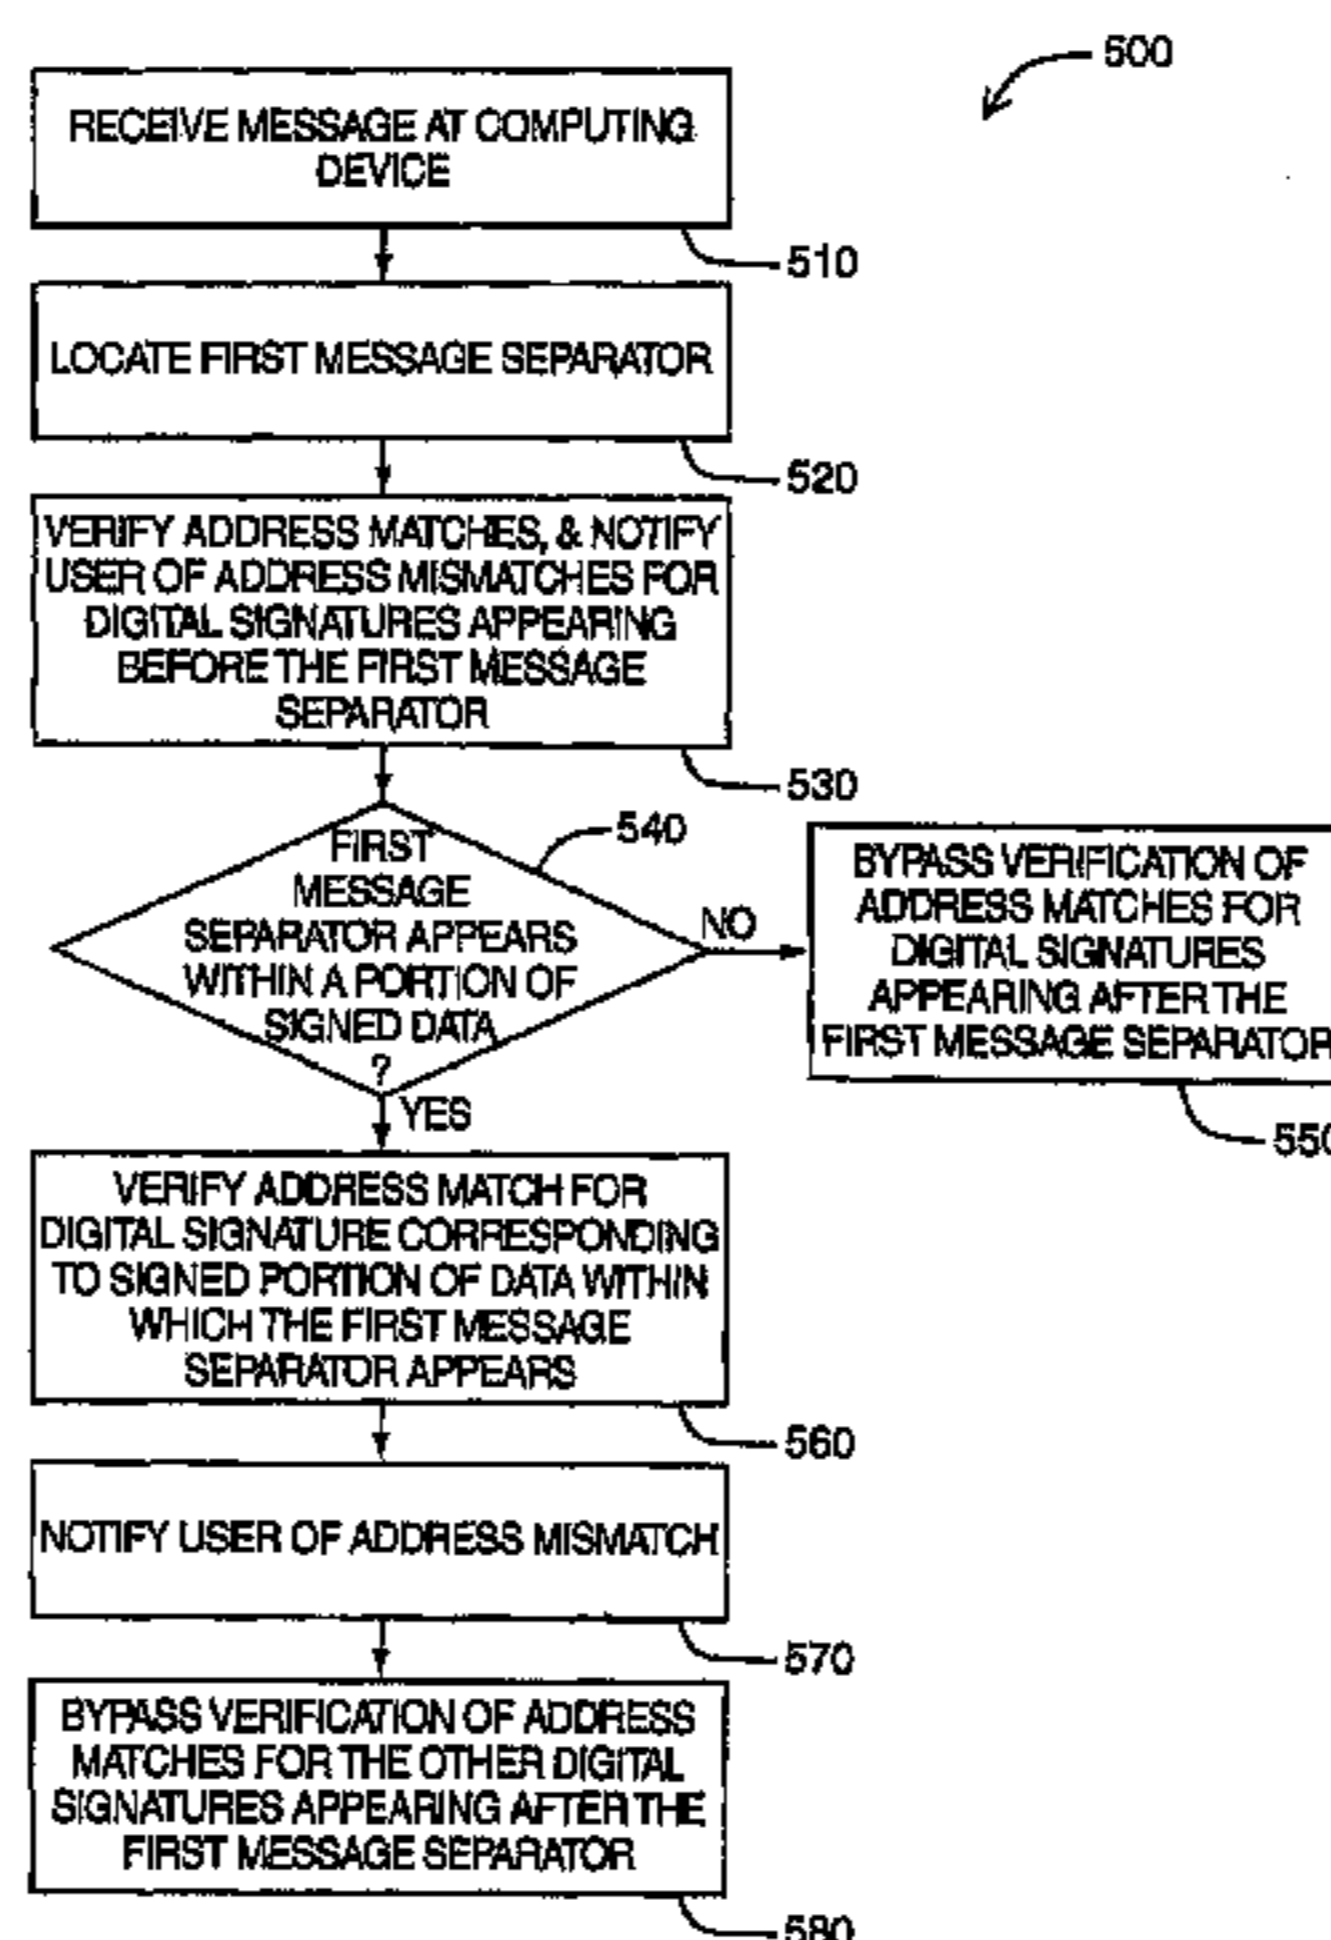 500
RECEIVE MESSAGE AT COMPUTING
DEVICE
510
LOCATE FIRST MESSAGE SEPARATOR
520
VERIFY ADDRESS MATCHES, & NOTIFY
USER OF ADDRESS MISMATCHES FOR
DIGITAL SIGNATURES APPEARING
BEFORE THE FIRST MESSAGE
SEPARATOR
530
540
FIRST
MESSAGE
SEPARATOR APPEARS
WITHIN A PORTION OF
SIGNED DATA
?
NO
BYPASS VERIFICATION OF
ADDRESS MATCHES FOR
DIGITAL SIGNATURES
APPEARING AFTER THE
FIRST MESSAGE SEPARATOR
550
YES
VERIFY ADDRESS MATCH FOR
DIGITAL SIGNATURE CORRESPONDING
TO SIGNED PORTION OF DATA WITHIN
WHICH THE FIRST MESSAGE
SEPARATOR APPEARS
560
NOTIFY USER OF ADDRESS MISMATCH
570
BYPASS VERIFICATION OF ADDRESS
MATCHES FOR THE OTHER DIGITAL
SIGNATURES APPEARING AFTER THE
FIRST MESSAGE SEPARATOR
580